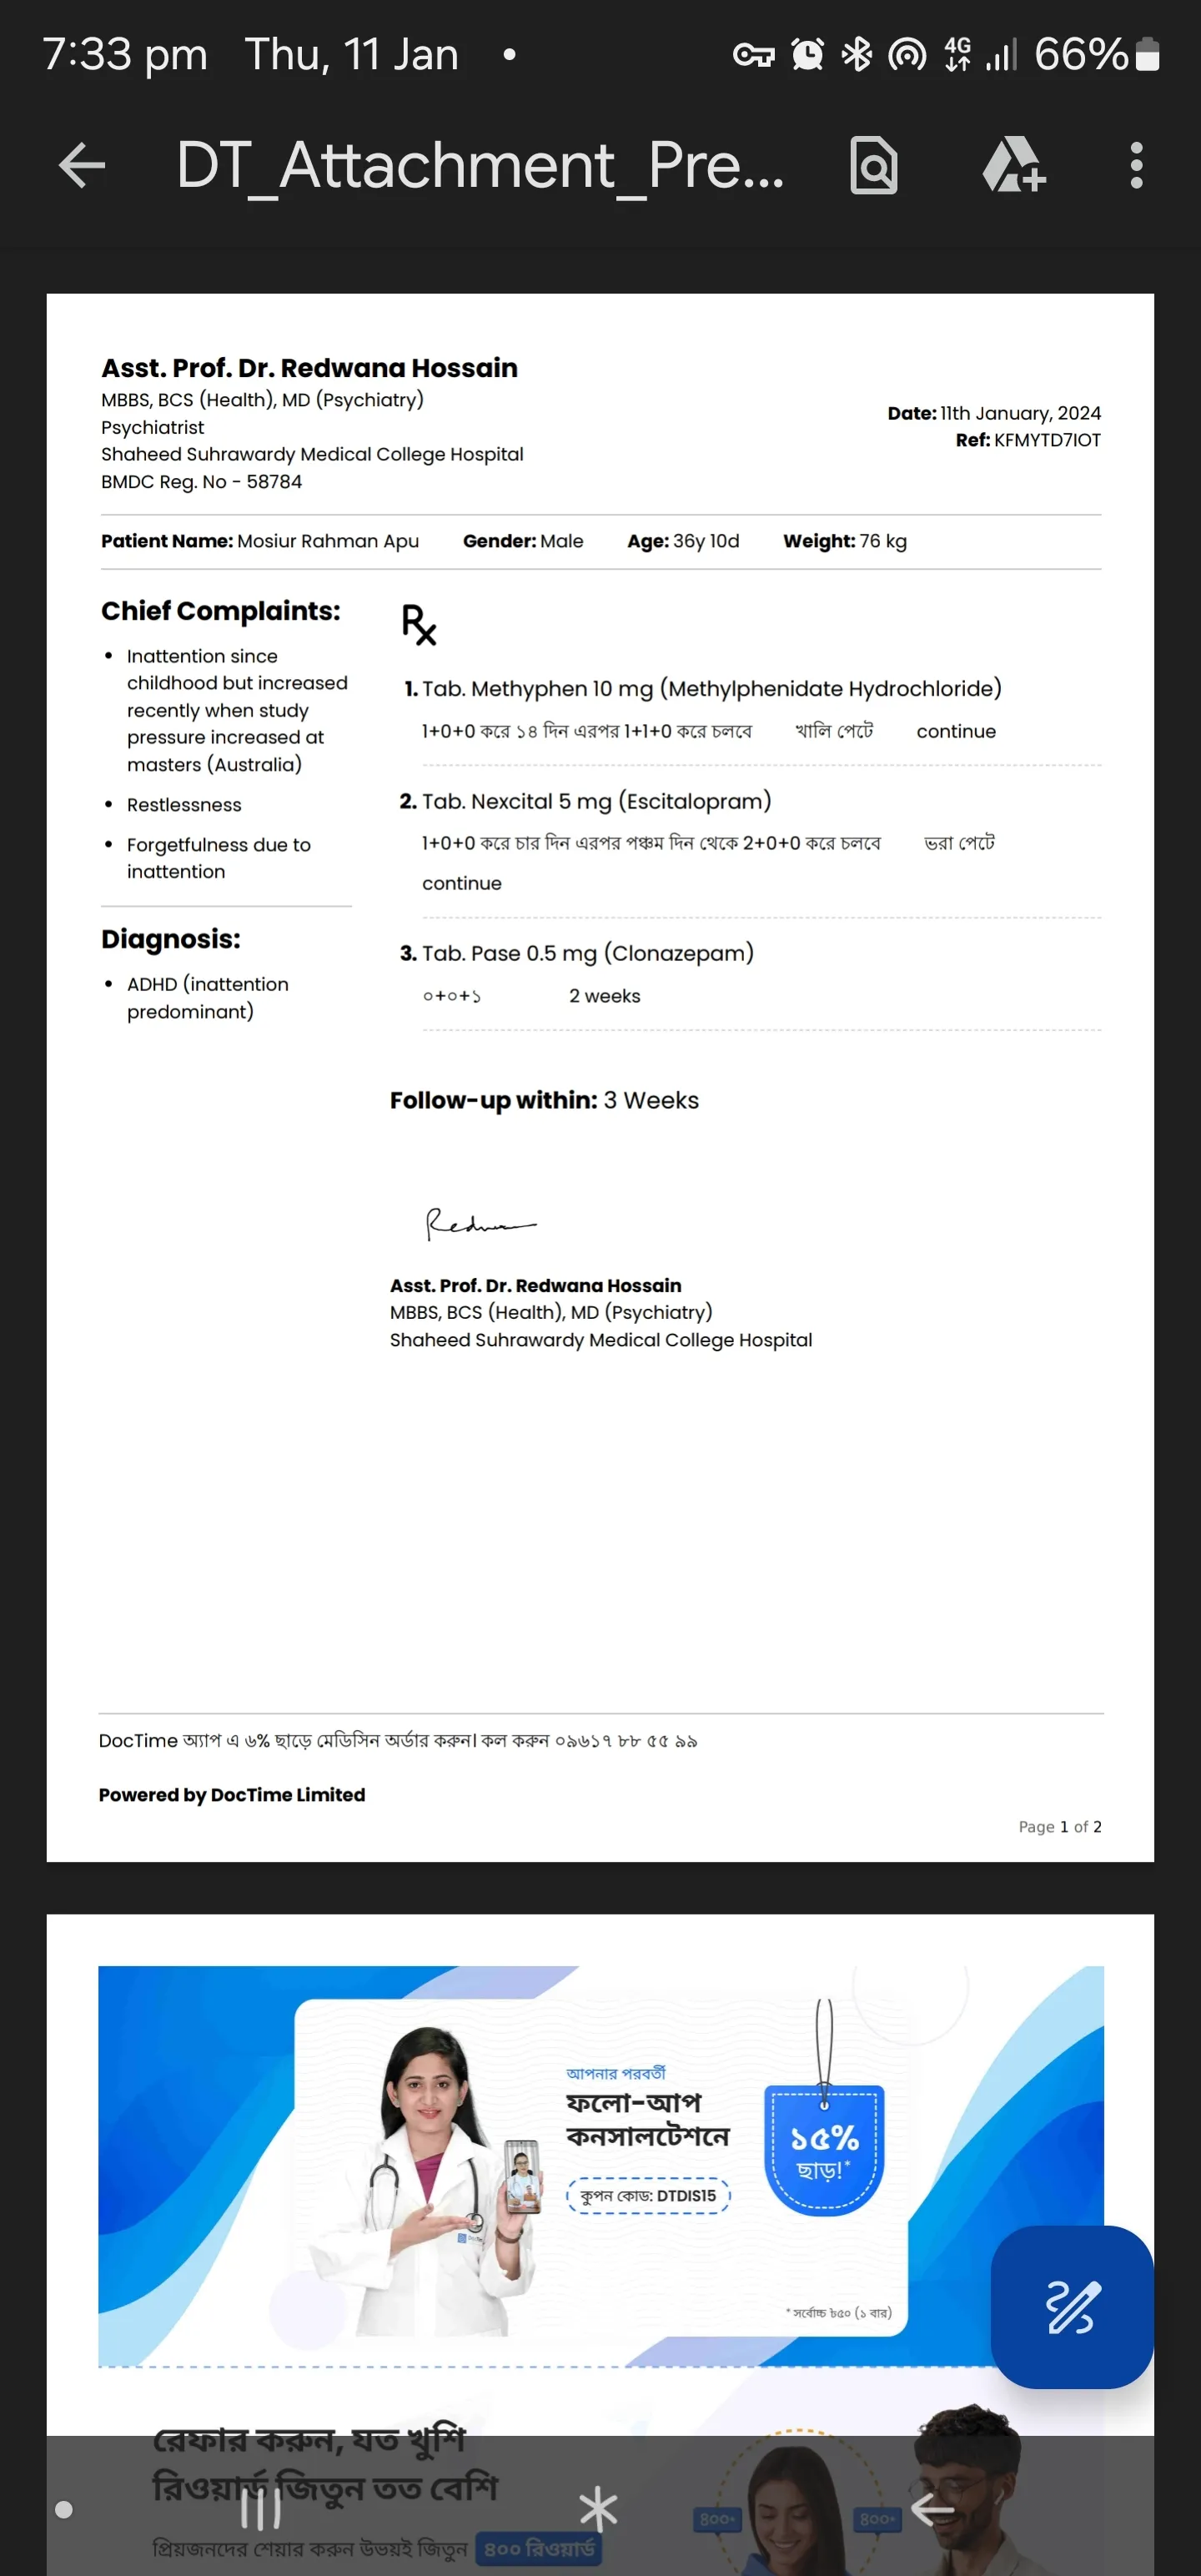 7:33 pm Thu, 11 Jan • 4G 66%
DT_Attachment_Pre...
Asst. Prof. Dr. Redwana Hossain
MBBS, BCS (Health), MD (Psychiatry)
Psychiatrist
Shaheed Suhrawardy Medical College Hospital
BMDC Reg. No - 58784
Date: 11th January, 2024
Ref: KFMYTD7IOT
Patient Name: Mosiur Rahman Apu Gender: Male Age: 36y 10d Weight: 76 kg
Chief Complaints:
• Inattention since
childhood but increased
recently when study
pressure increased at
masters (Australia)
• Restlessness
• Forgetfulness due to
inattention
Diagnosis:
• ADHD (inattention
predominant)
Rx
1. Tab. Methyphen 10 mg (Methylphenidate Hydrochloride)
1+0+0 করে ১৪ দিন এরপর 1+1+0 করে চলবে খালি পেটে continue
2. Tab. Nexcital 5 mg (Escitalopram)
1+0+0 করে চার দিন এরপর পঞ্চম দিন থেকে 2+0+0 করে চলবে ভরা পেটে
continue
3. Tab. Pase 0.5 mg (Clonazepam)
০+০+১ 2 weeks
Follow-up within: 3 Weeks
Redwa
Asst. Prof. Dr. Redwana Hossain
MBBS, BCS (Health), MD (Psychiatry)
Shaheed Suhrawardy Medical College Hospital
DocTime অ্যাপ এ ৬% ছাড়ে মেডিসিন অর্ডার করুন। কল করুন ০৯৬১৭ ৮৮ ৫৫ ৯৯
Powered by DocTime Limited
Page 1 of 2
আপনার পরবর্তী
ফলো-আপ
কনসালটেশনে
কুপন কোড: DTDIS15
১৫%
ছাড়!*
* সর্বোচ্চ ৳৫০ (১ বার)
রেফার করুন, যত খুশি
রিওয়ার্ড জিতুন তত বেশি
প্রিয়জনদের শেয়ার করুন উভয়ই জিতুন ৪০০ রিওয়ার্ড
৪০০+ ৪০০+